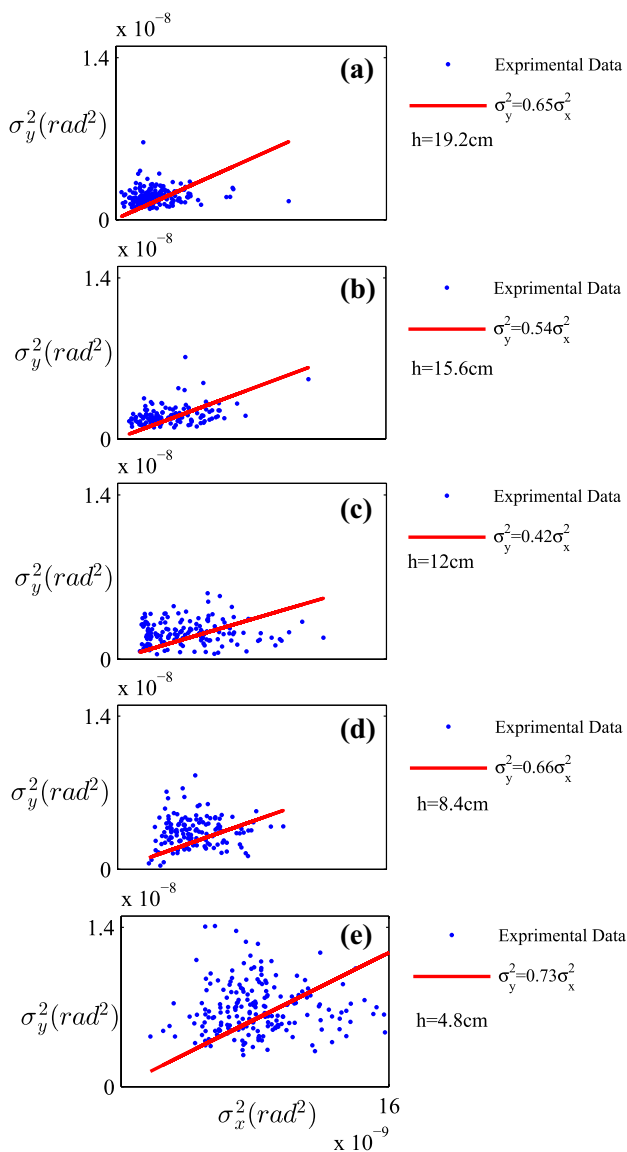 x 10⁻⁸
1.4
(a)
σ_y^2(rad^2)
0
Exprimental Data
σ_y^2=0.65σ_x^2
h=19.2cm
x 10⁻⁸
1.4
(b)
σ_y^2(rad^2)
0
Exprimental Data
σ_y^2=0.54σ_x^2
h=15.6cm
x 10⁻⁸
1.4
(c)
σ_y^2(rad^2)
0
Exprimental Data
σ_y^2=0.42σ_x^2
h=12cm
x 10⁻⁸
1.4
(d)
σ_y^2(rad^2)
0
Exprimental Data
σ_y^2=0.66σ_x^2
h=8.4cm
x 10⁻⁸
1.4
(e)
σ_y^2(rad^2)
0
Exprimental Data
σ_y^2=0.73σ_x^2
h=4.8cm
σ_x^2(rad^2)
16
x 10⁻⁹